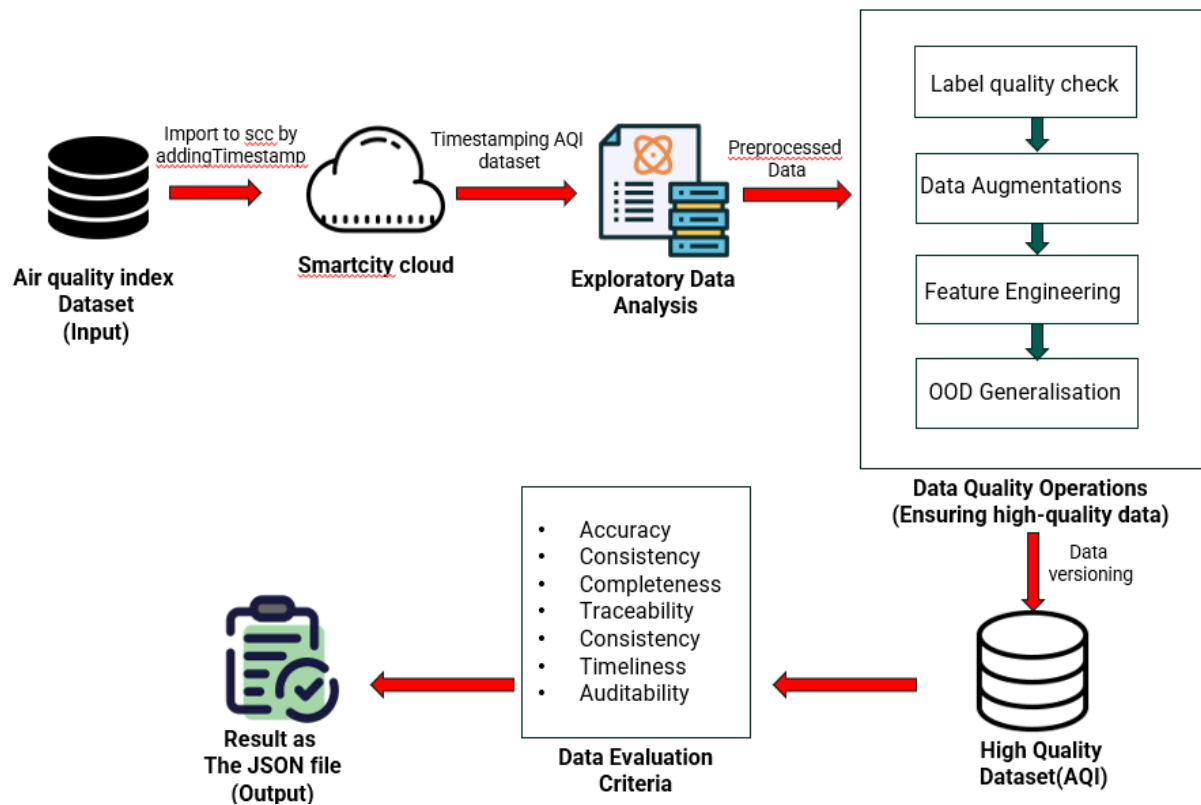 Import to scc by
addingTimestamp
Air quality index
Dataset
(Input)
Smartcity cloud
Timestamping AQI
dataset
Exploratory Data
Analysis
Preprocessed
Data
Label quality check
Data Augmentations
Feature Engineering
OOD Generalisation
Data Quality Operations
(Ensuring high-quality data)
Data
versioning
High Quality
Dataset(AQI)
• Accuracy
• Consistency
• Completeness
• Traceability
• Consistency
• Timeliness
• Auditability
Data Evaluation
Criteria
Result as
The JSON file
(Output)